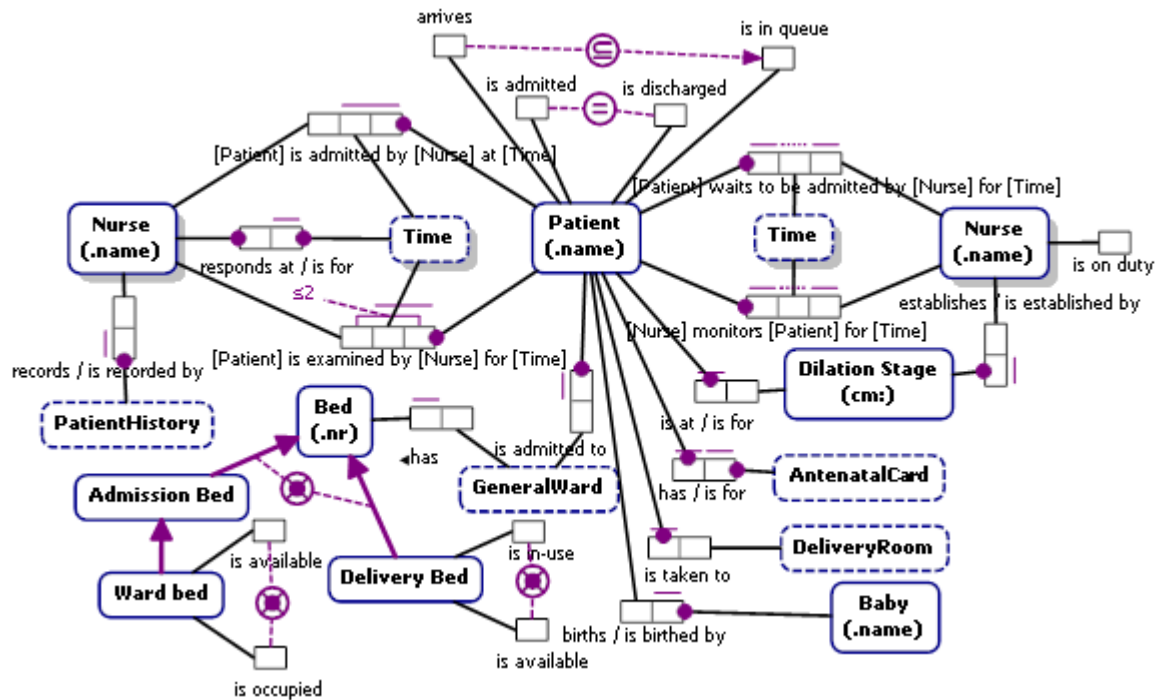 arrives
is in queue
is admitted
is discharged
[Patient] is admitted by [Nurse] at [Time]
[Patient] waits to be admitted by [Nurse] for [Time]
Nurse
(.name)
Time
Patient
(.name)
Time
Nurse
(.name)
responds at / is for
is on duty
≤2
establishes / is established by
[Patient] is examined by [Nurse] for [Time]
[Nurse] monitors [Patient] for [Time]
records / is recorded by
Dilation Stage
(cm:)
PatientHistory
Bed
(.nr)
is at / is for
is admitted to
◄has
Admission Bed
GeneralWard
has / is for
AntenatalCard
is available
is in-use
DeliveryRoom
Ward bed
Delivery Bed
is taken to
Baby
(.name)
births / is birthed by
is available
is occupied